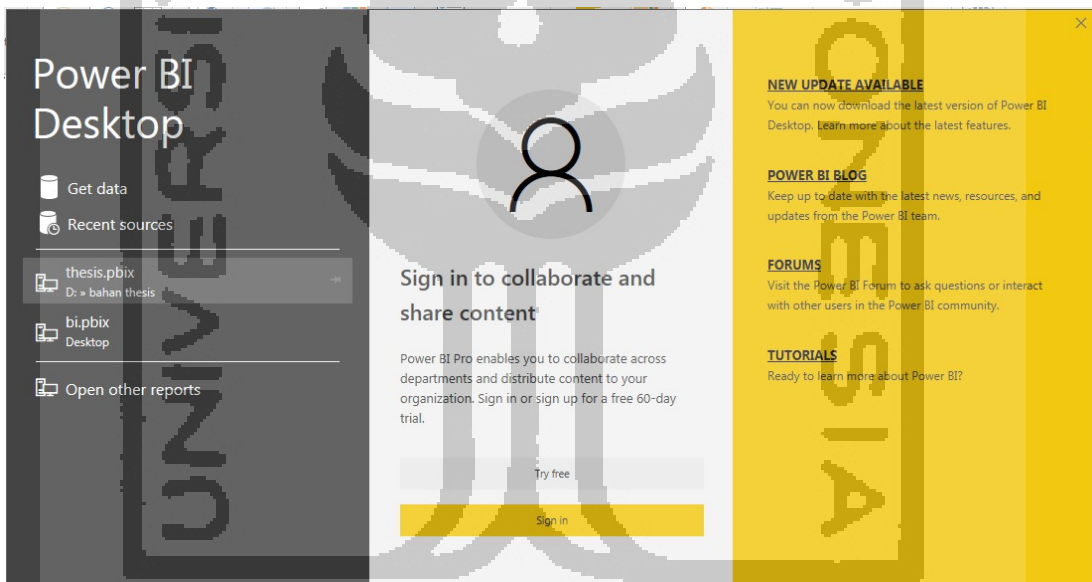 Power BI
Desktop
Get data
Recent sources
thesis.pbix
D: » bahan thesis
bi.pbix
Desktop
Open other reports
Sign in to collaborate and
share content
Power BI Pro enables you to collaborate across
departments and distribute content to your
organization. Sign in or sign up for a free 60-day
trial.
Try free
Sign in
NEW UPDATE AVAILABLE
You can now download the latest version of Power BI
Desktop. Learn more about the latest features.
POWER BI BLOG
Keep up to date with the latest news, resources, and
updates from the Power BI team.
FORUMS
Visit the Power BI Forum to ask questions or interact
with other users in the Power BI community.
TUTORIALS
Ready to learn more about Power BI?
UNIVERSI
ONESIA